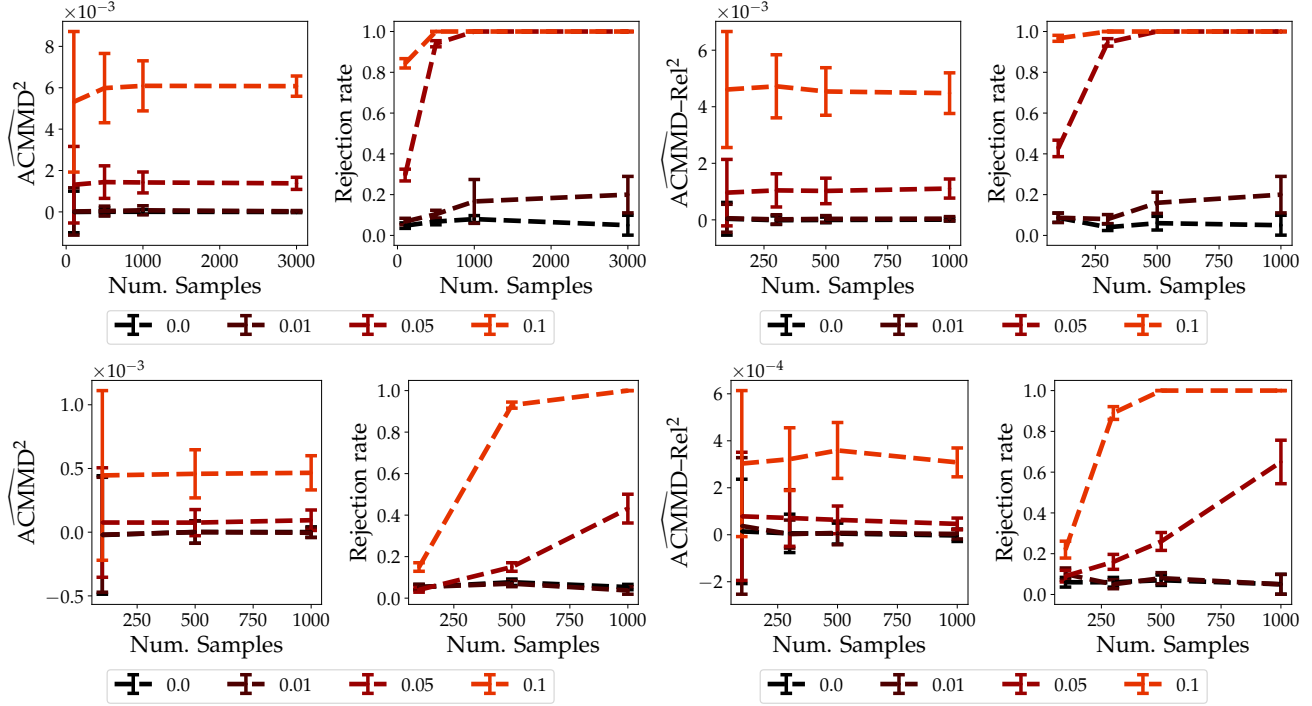 ×10⁻³
8
6
4
2
0
ACMMD²
0 1000 2000 3000
Num. Samples
1.0
0.8
0.6
0.4
0.2
0.0
Rejection rate
0 1000 2000 3000
Num. Samples
0.0 0.01 0.05 0.1
×10⁻³
6
4
2
0
ACMMD–Rel²
250 500 750 1000
Num. Samples
1.0
0.8
0.6
0.4
0.2
0.0
Rejection rate
250 500 750 1000
Num. Samples
0.0 0.01 0.05 0.1
×10⁻³
1.0
0.5
0.0
−0.5
ACMMD²
250 500 750 1000
Num. Samples
1.0
0.8
0.6
0.4
0.2
0.0
Rejection rate
250 500 750 1000
Num. Samples
0.0 0.01 0.05 0.1
×10⁻⁴
6
4
2
0
−2
ACMMD–Rel²
250 500 750 1000
Num. Samples
1.0
0.8
0.6
0.4
0.2
0.0
Rejection rate
250 500 750 1000
Num. Samples
0.0 0.01 0.05 0.1